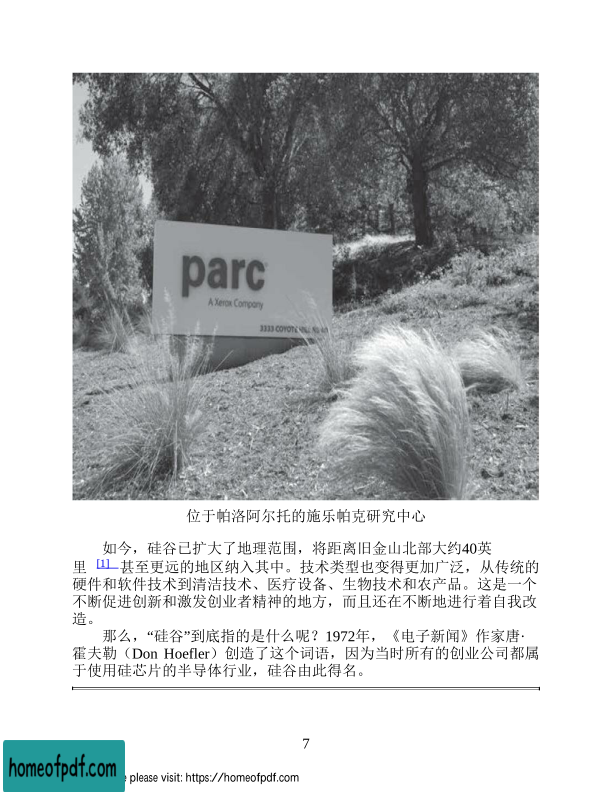 parc
A Xerox Company
位于帕洛阿尔托的施乐帕克研究中心
如今，硅谷已扩大了地理范围，将距离旧金山北部大约40英
里 [1] 甚至更远的地区纳入其中。技术类型也变得更加广泛，从传统的
硬件和软件技术到清洁技术、医疗设备、生物技术和农产品。这是一个
不断促进创新和激发创业者精神的地方，而且还在不断地进行着自我改
造。
那么，“硅谷”到底指的是什么呢？1972年，《电子新闻》作家唐·
霍夫勒（Don Hoefler）创造了这个词语，因为当时所有的创业公司都属
于使用硅芯片的半导体行业，硅谷由此得名。
7
homeofpdf.com
please visit: https://homeofpdf.com